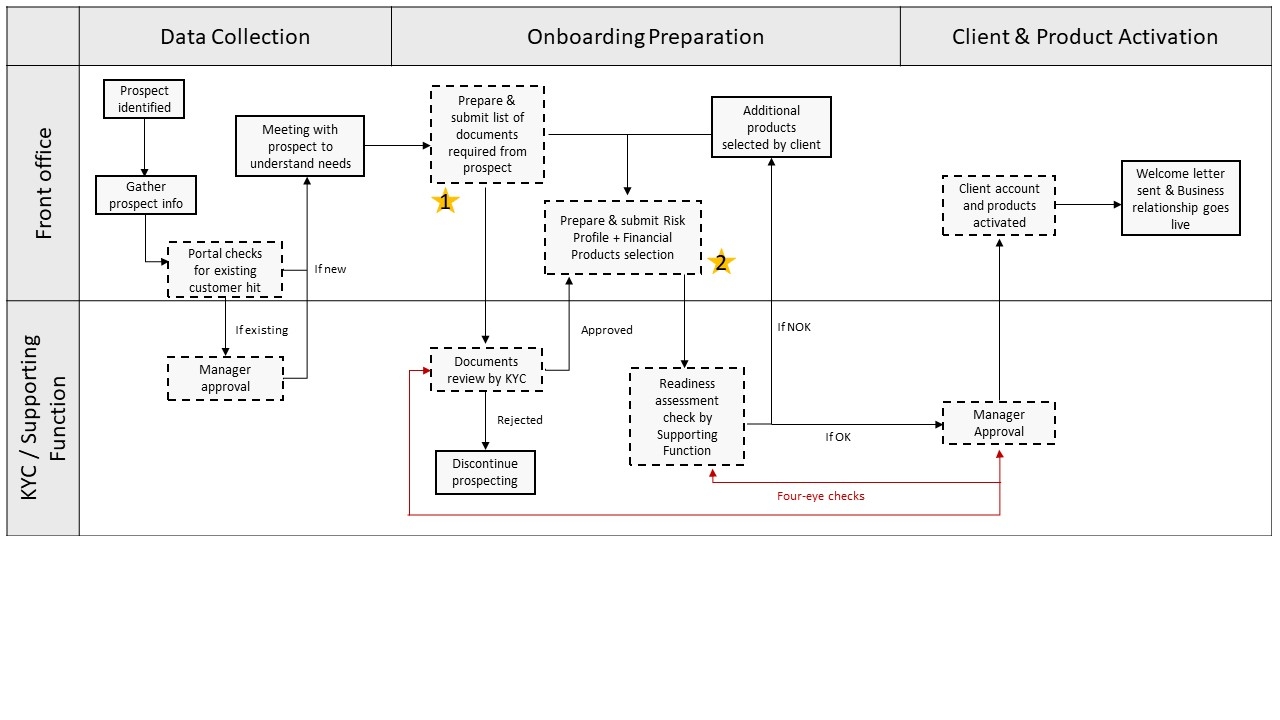 Data Collection
Onboarding Preparation
Client & Product Activation
Front office
Prospect
identified
Gather
prospect info
Portal checks
for existing
customer hit
If new
Meeting with
prospect to
understand needs
Prepare &
submit list of
documents
required from
prospect
1
Prepare & submit Risk
Profile + Financial
Products selection
2
Additional
products
selected by client
Client account
and products
activated
Welcome letter
sent & Business
relationship goes
live
KYC / Supporting
Function
If existing
Manager
approval
Documents
review by KYC
Approved
Rejected
Discontinue
prospecting
Readiness
assessment
check by
Supporting
Function
If NOK
If OK
Manager
Approval
Four-eye checks